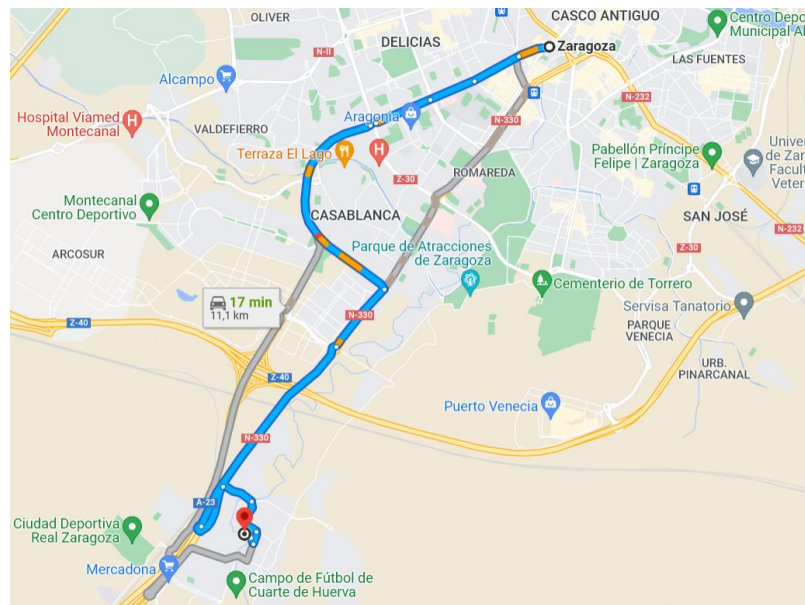 OLIVER
CASCO ANTIGUO
Centro Depo
Municipal Al
DELICIAS
Zaragoza
N-II
LAS FUENTES
Alcampo
Hospital Viamed
Montecanal
H
VALDEFIERRO
Aragonia
N-232
N-330
Terraza El Lago
H
Pabellón Príncipe
Felipe | Zaragoza
Univer
de Zar
Facult
Veter
Z-30
ROMAREDA
Montecanal
Centro Deportivo
CASABLANCA
SAN JOSÉ
N-232
ARCOSUR
Parque de Atracciones
de Zaragoza
Z-30
Cementerio de Torrero
17 min
11,1 km
Servisa Tanatorio
Z-40
N-330
PARQUE
VENECIA
URB.
PINARCANAL
Z-40
Puerto Venecia
N-330
A-23
Ciudad Deportiva
Real Zaragoza
Mercadona
Campo de Fútbol de
Cuarte de Huerva